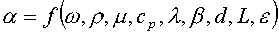 α = f(ω, ρ, μ, c_p, λ, β, d, L, ε)